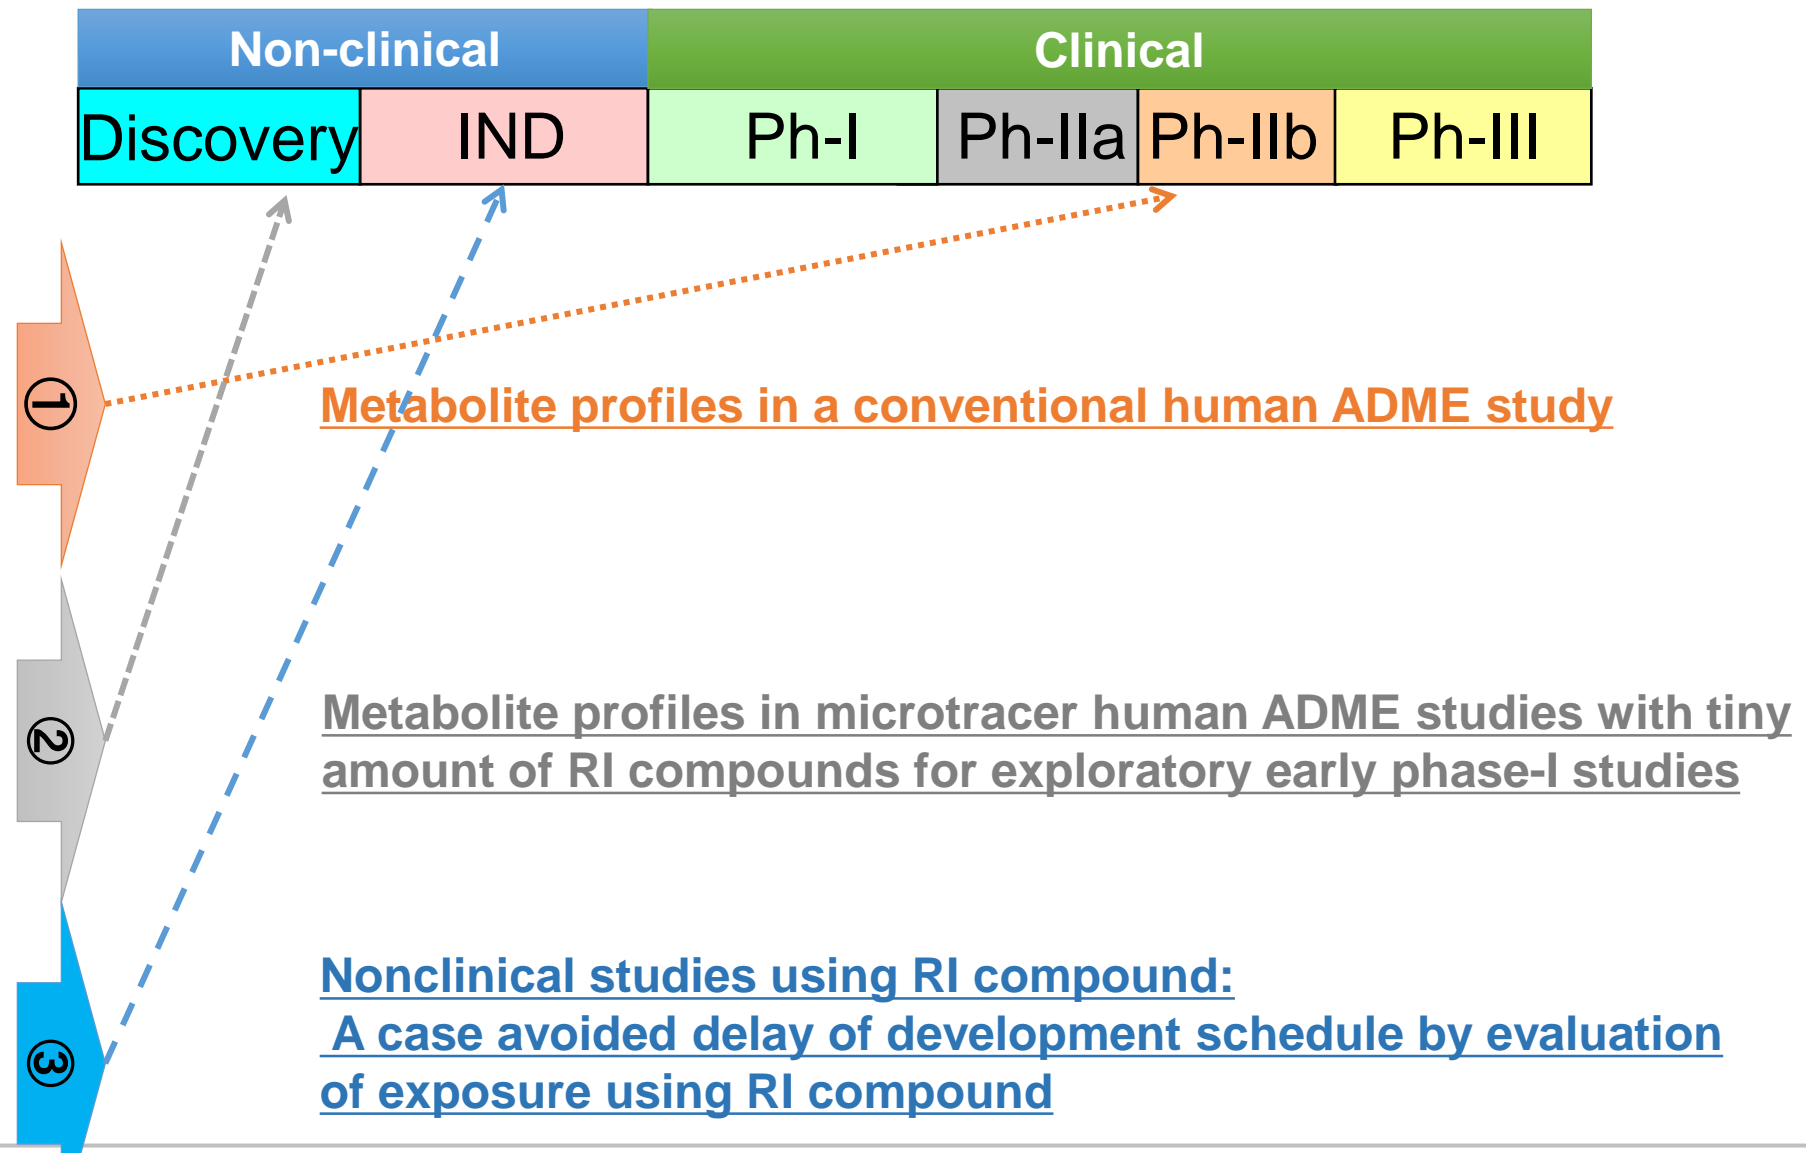 Non-clinical Clinical
Discovery IND Ph-I Ph-IIa Ph-IIb Ph-III
①
Metabolite profiles in a conventional human ADME study
②
Metabolite profiles in microtracer human ADME studies with tiny
amount of RI compounds for exploratory early phase-I studies
③
Nonclinical studies using RI compound:
A case avoided delay of development schedule by evaluation
of exposure using RI compound